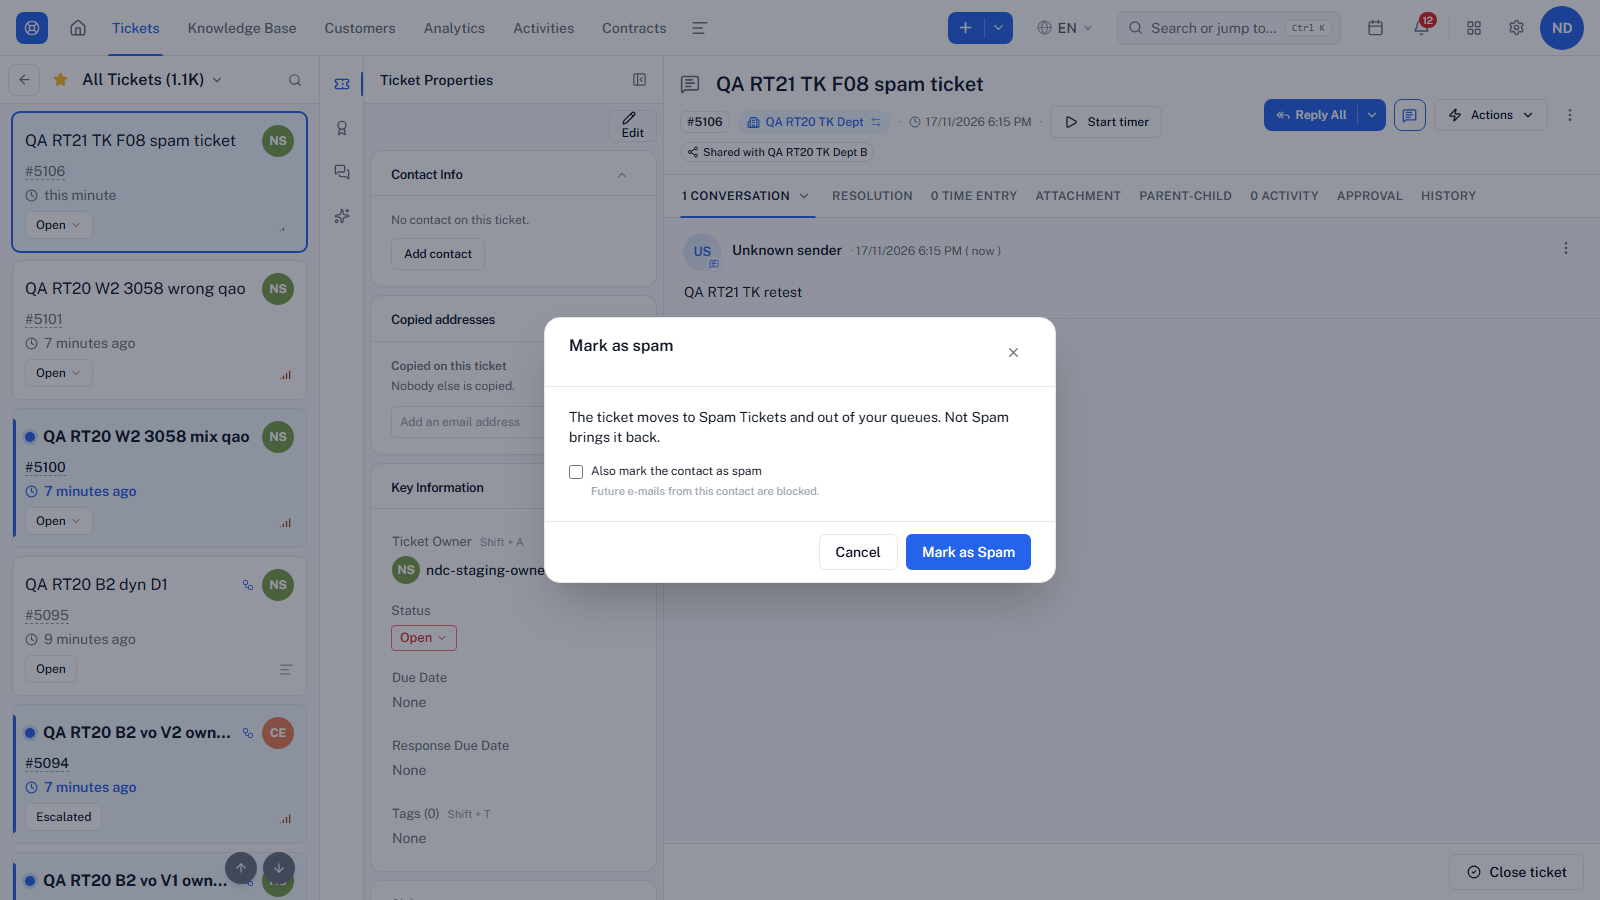 Tickets
Knowledge Base
Customers
Analytics
Activities
Contracts
EN
Search or jump to...
Ctrl K
12
ND
All Tickets (1.1K)
QA RT21 TK F08 spam ticket
NS
#5106
this minute
Open
QA RT20 W2 3058 wrong qao
NS
#5101
7 minutes ago
Open
QA RT20 W2 3058 mix qao
NS
#5100
7 minutes ago
Open
QA RT20 B2 dyn D1
NS
#5095
9 minutes ago
Open
QA RT20 B2 vo V2 own...
CE
#5094
7 minutes ago
Escalated
QA RT20 B2 vo V1 own...
Ticket Properties
Edit
Contact Info
No contact on this ticket.
Add contact
Copied addresses
Copied on this ticket
Nobody else is copied.
Add an email address
Key Information
Ticket Owner Shift + A
NS
ndc-staging-owne
Status
Open
Due Date
None
Response Due Date
None
Tags (0) Shift + T
None
QA RT21 TK F08 spam ticket
#5106
QA RT20 TK Dept
· 17/11/2026 6:15 PM ·
Start timer
Shared with QA RT20 TK Dept B
Reply All
Actions
1 CONVERSATION
RESOLUTION
0 TIME ENTRY
ATTACHMENT
PARENT-CHILD
0 ACTIVITY
APPROVAL
HISTORY
US
Unknown sender
· 17/11/2026 6:15 PM ( now )
QA RT21 TK retest
Mark as spam
The ticket moves to Spam Tickets and out of your queues. Not Spam
brings it back.
Also mark the contact as spam
Future e-mails from this contact are blocked.
Cancel
Mark as Spam
Close ticket